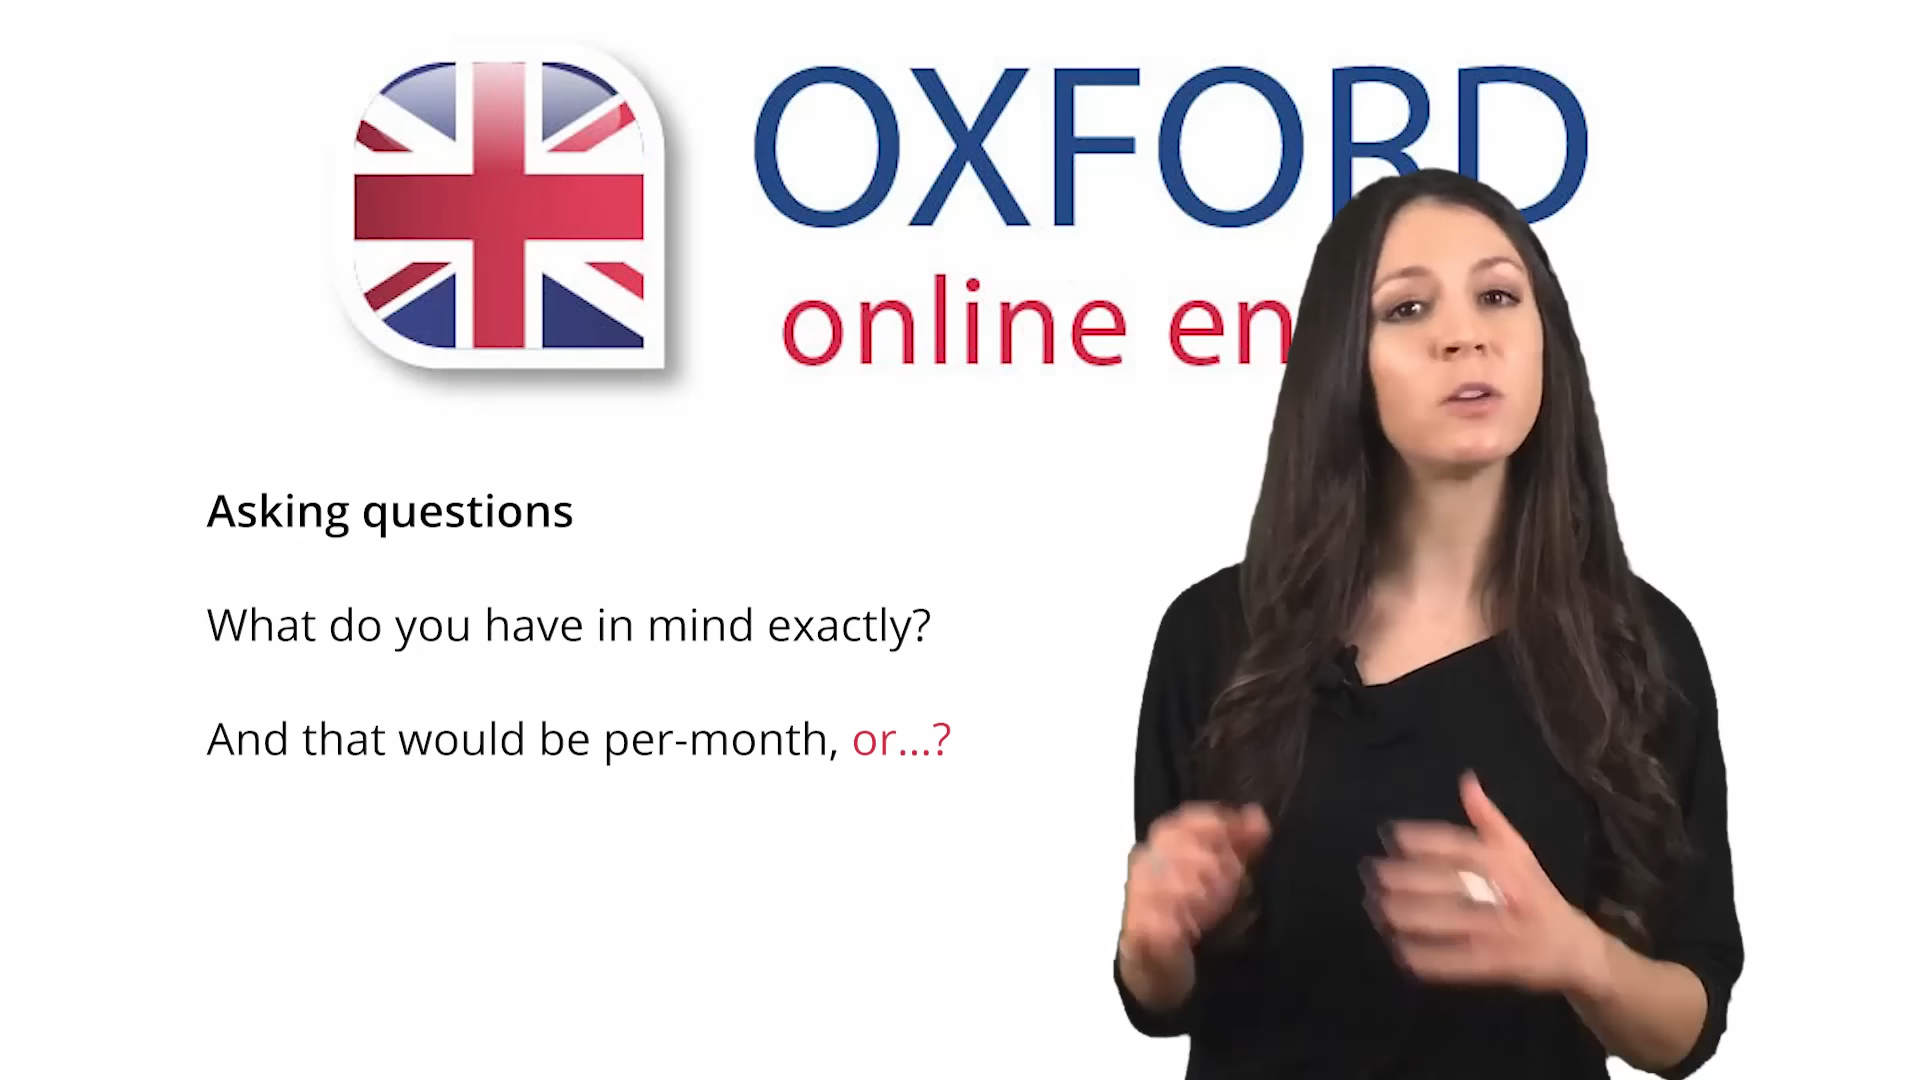 OXFORD
online en
Asking questions
What do you have in mind exactly?
And that would be per-month, or...?